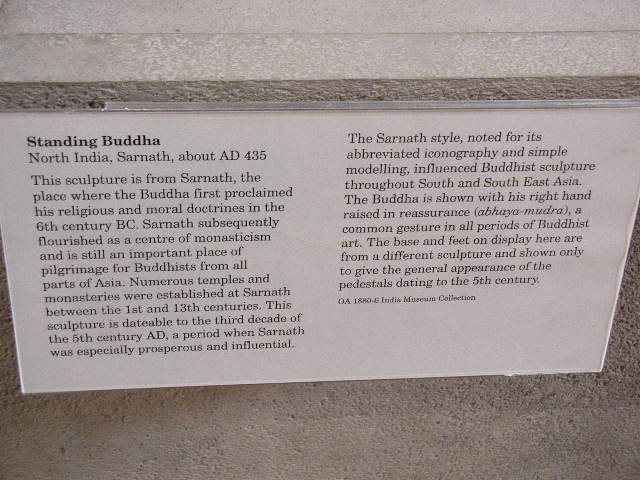 Standing Buddha
North India, Sarnath, about AD 435
This sculpture is from Sarnath, the
place where the Buddha first proclaimed
his religious and moral doctrines in the
6th century BC. Sarnath subsequently
flourished as a centre of monasticism
and is still an important place of
pilgrimage for Buddhists from all
parts of Asia. Numerous temples and
monasteries were established at Sarnath
between the 1st and 13th centuries. This
sculpture is dateable to the third decade of
the 5th century AD, a period when Sarnath
was especially prosperous and influential.
The Sarnath style, noted for its
abbreviated iconography and simple
modelling, influenced Buddhist sculpture
throughout South and South East Asia.
The Buddha is shown with his right hand
raised in reassurance (abhaya-mudra), a
common gesture in all periods of Buddhist
art. The base and feet on display here are
from a different sculpture and shown only
to give the general appearance of the
pedestals dating to the 5th century.
OA 1880-6 India Museum Collection